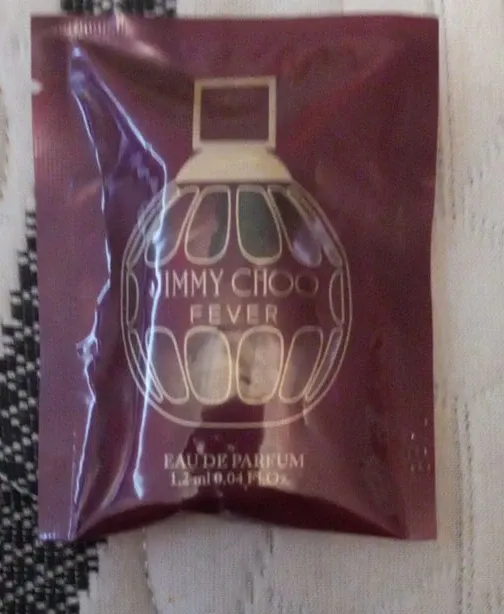 JIMMY CHOO
FEVER
EAU DE PARFUM
1,2 ml 0.04 Fl.Oz.